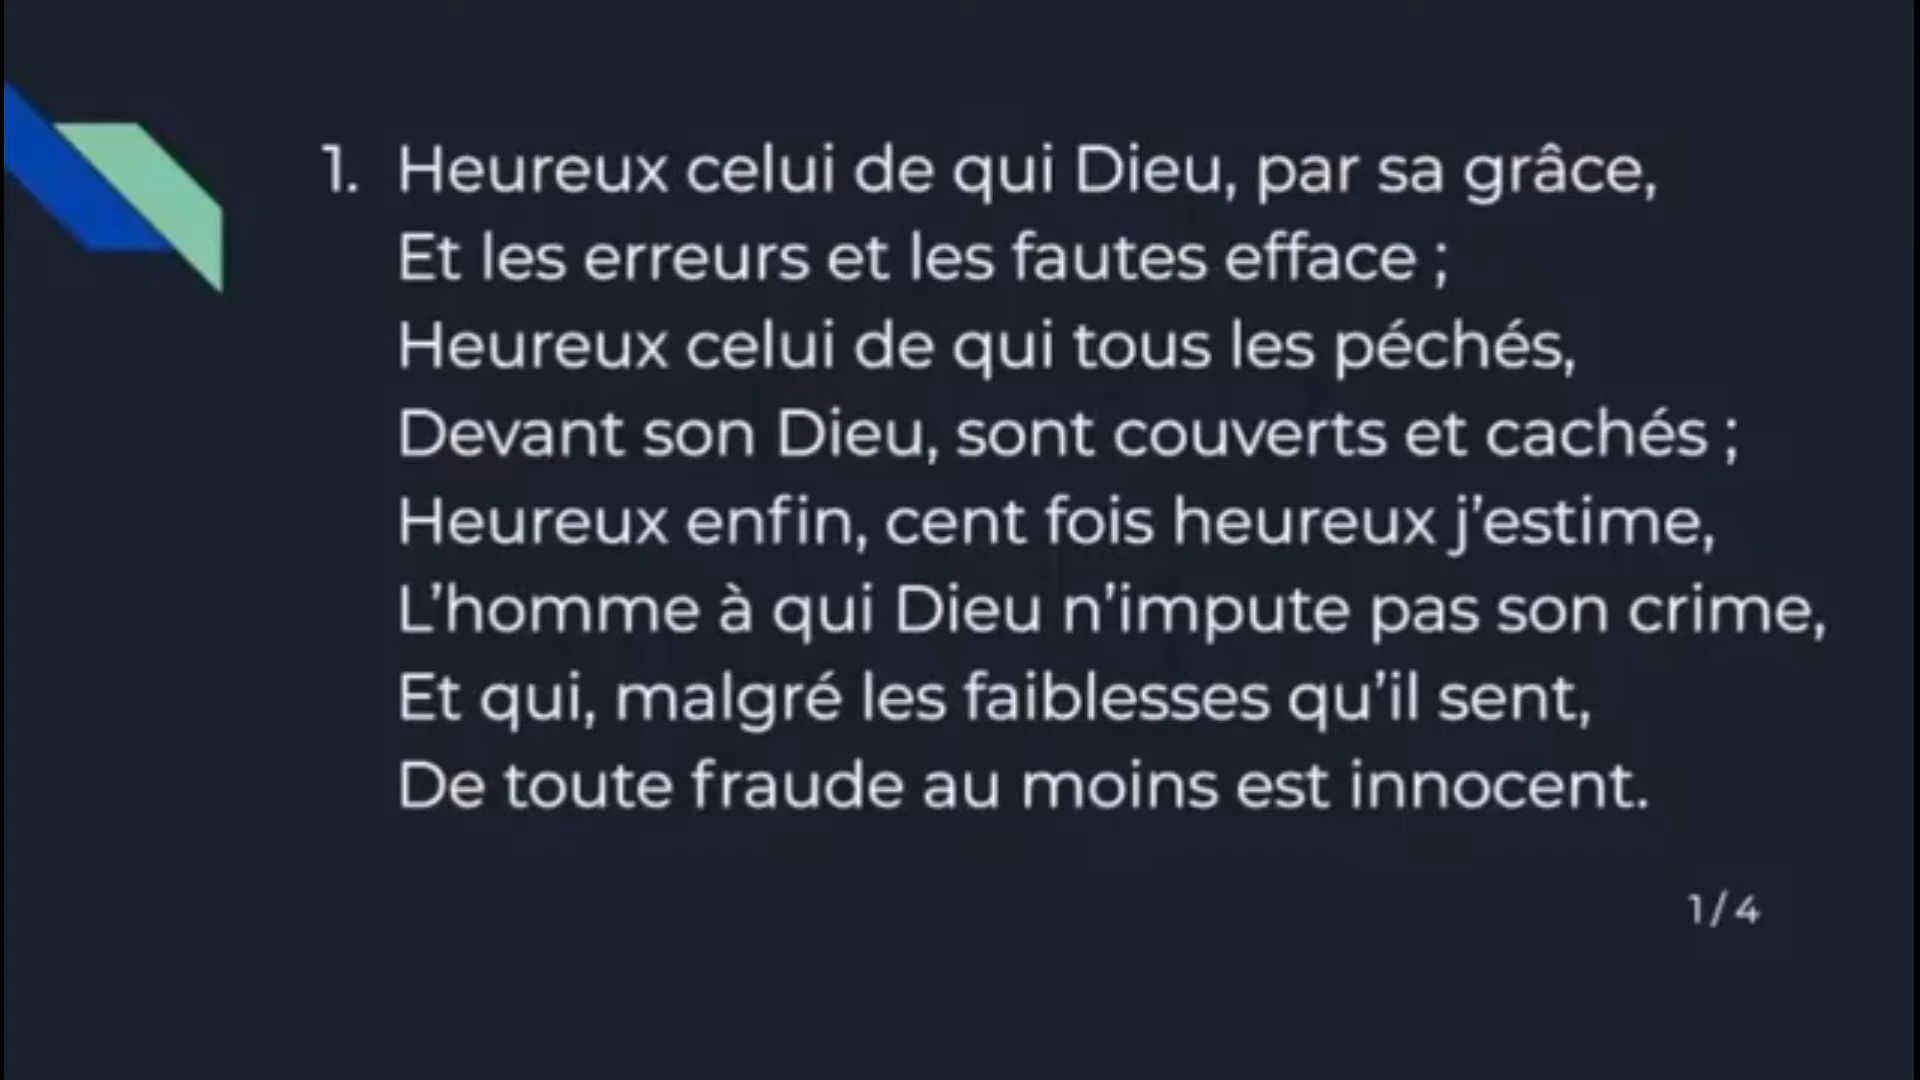 1. Heureux celui de qui Dieu, par sa grâce,
Et les erreurs et les fautes efface ;
Heureux celui de qui tous les péchés,
Devant son Dieu, sont couverts et cachés ;
Heureux enfin, cent fois heureux j’estime,
L’homme à qui Dieu n’impute pas son crime,
Et qui, malgré les faiblesses qu’il sent,
De toute fraude au moins est innocent.
1 / 4